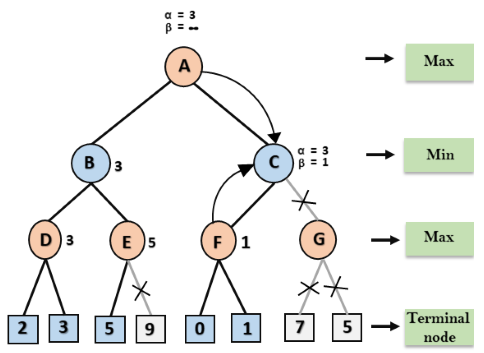 α = 3
β = ∞
A
Max
B
3
C
α = 3
β = 1
Min
D
3
E
5
F
1
G
Max
2
3
5
9
0
1
7
5
Terminal
node